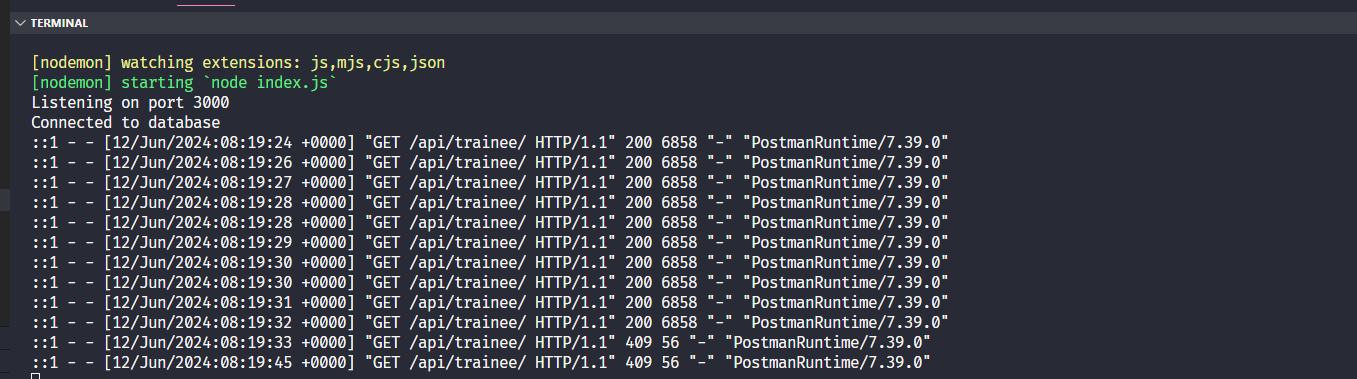 TERMINAL
[nodemon] watching extensions: js,mjs,cjs,json
[nodemon] starting `node index.js`
Listening on port 3000
Connected to database
::1 - - [12/Jun/2024:08:19:24 +0000] "GET /api/trainee/ HTTP/1.1" 200 6858 "-" "PostmanRuntime/7.39.0"
::1 - - [12/Jun/2024:08:19:26 +0000] "GET /api/trainee/ HTTP/1.1" 200 6858 "-" "PostmanRuntime/7.39.0"
::1 - - [12/Jun/2024:08:19:27 +0000] "GET /api/trainee/ HTTP/1.1" 200 6858 "-" "PostmanRuntime/7.39.0"
::1 - - [12/Jun/2024:08:19:28 +0000] "GET /api/trainee/ HTTP/1.1" 200 6858 "-" "PostmanRuntime/7.39.0"
::1 - - [12/Jun/2024:08:19:28 +0000] "GET /api/trainee/ HTTP/1.1" 200 6858 "-" "PostmanRuntime/7.39.0"
::1 - - [12/Jun/2024:08:19:29 +0000] "GET /api/trainee/ HTTP/1.1" 200 6858 "-" "PostmanRuntime/7.39.0"
::1 - - [12/Jun/2024:08:19:30 +0000] "GET /api/trainee/ HTTP/1.1" 200 6858 "-" "PostmanRuntime/7.39.0"
::1 - - [12/Jun/2024:08:19:30 +0000] "GET /api/trainee/ HTTP/1.1" 200 6858 "-" "PostmanRuntime/7.39.0"
::1 - - [12/Jun/2024:08:19:31 +0000] "GET /api/trainee/ HTTP/1.1" 200 6858 "-" "PostmanRuntime/7.39.0"
::1 - - [12/Jun/2024:08:19:32 +0000] "GET /api/trainee/ HTTP/1.1" 200 6858 "-" "PostmanRuntime/7.39.0"
::1 - - [12/Jun/2024:08:19:33 +0000] "GET /api/trainee/ HTTP/1.1" 409 56 "-" "PostmanRuntime/7.39.0"
::1 - - [12/Jun/2024:08:19:45 +0000] "GET /api/trainee/ HTTP/1.1" 409 56 "-" "PostmanRuntime/7.39.0"